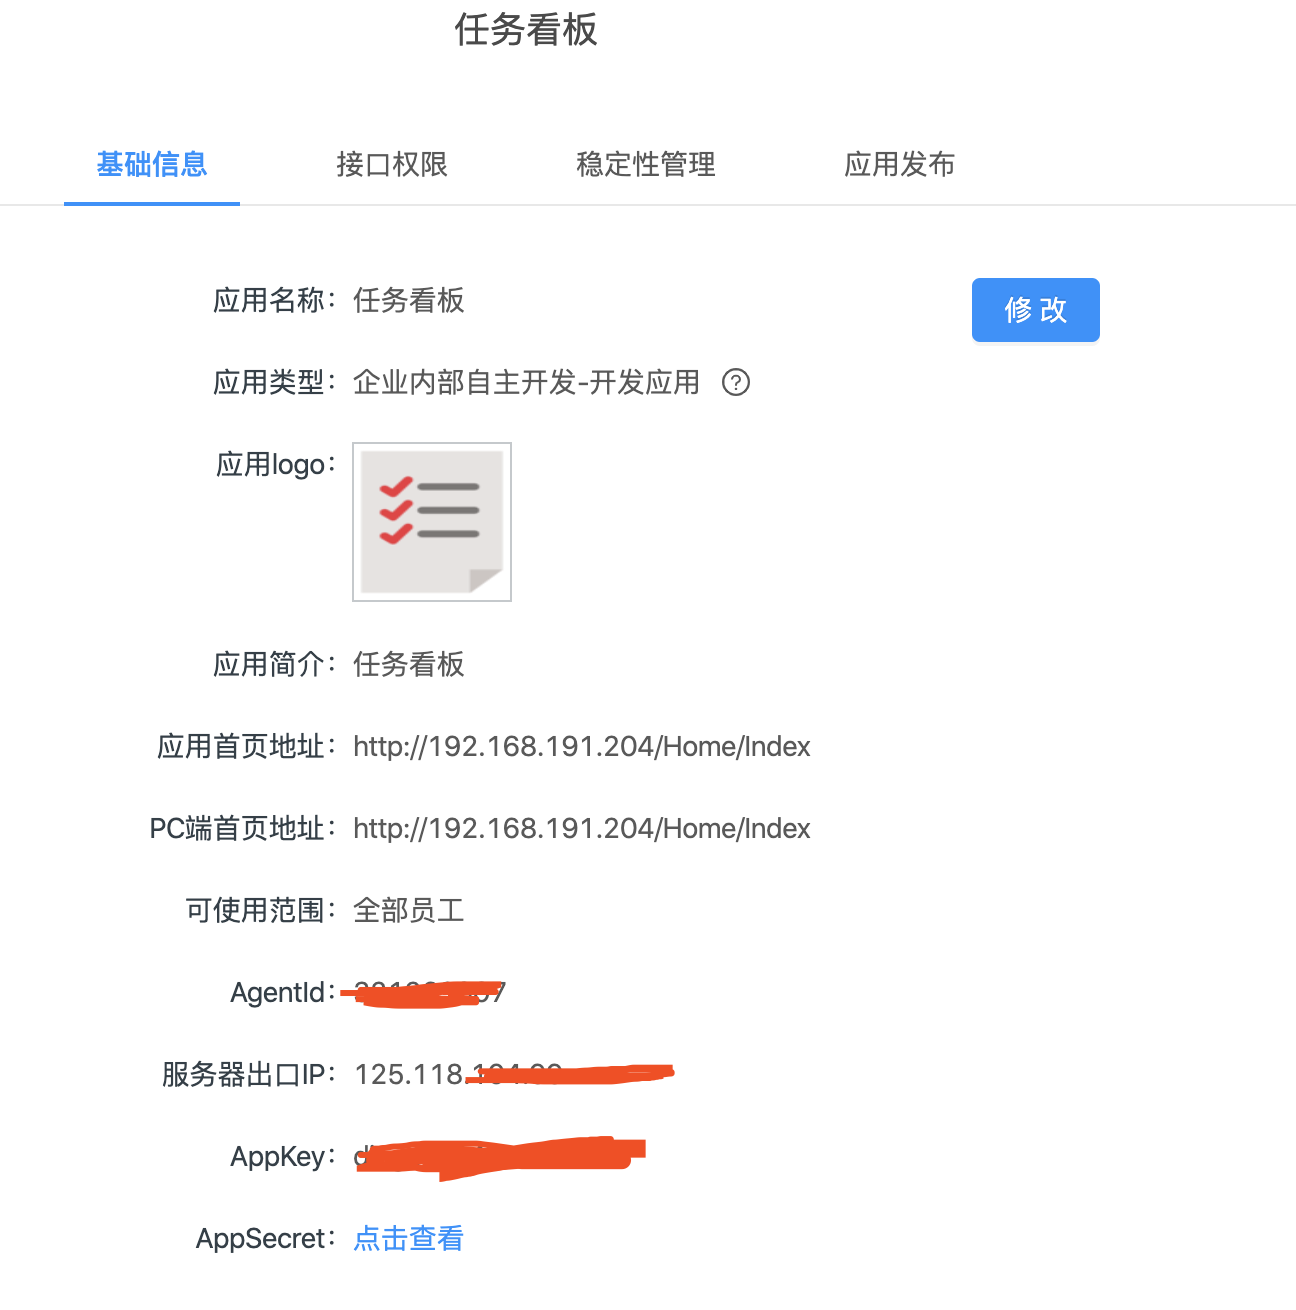 任务看板
基础信息 接口权限 稳定性管理 应用发布
应用名称： 任务看板 修 改
应用类型： 企业内部自主开发-开发应用 ?
应用logo：
应用简介： 任务看板
应用首页地址： http://192.168.191.204/Home/Index
PC端首页地址： http://192.168.191.204/Home/Index
可使用范围： 全部员工
AgentId：
服务器出口IP： 125.118.
AppKey：
AppSecret： 点击查看